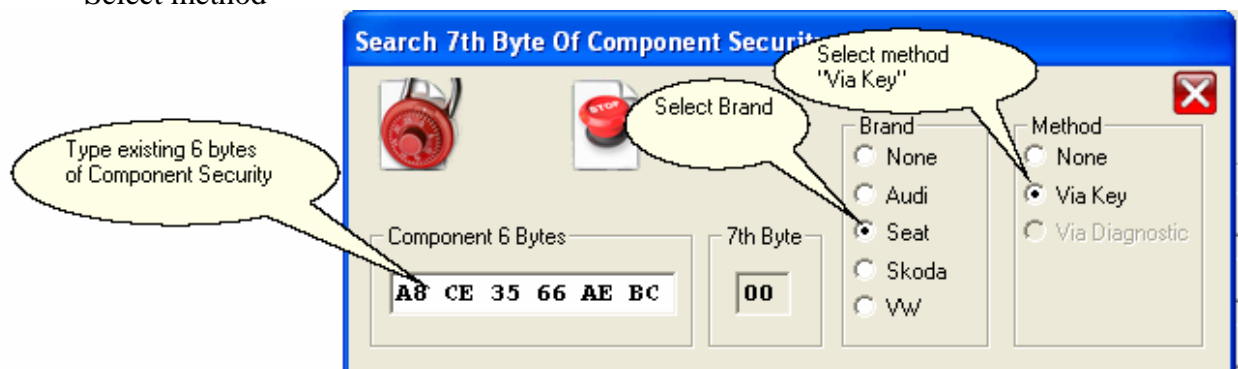 Select method
Search 7th Byte Of Component Securit
Select method
"Via Key"
Select Brand
STOP
Type existing 6 bytes
of Component Security
Brand
None
Audi
Seat
Skoda
VW
Method
None
Via Key
Via Diagnostic
Component 6 Bytes
A8 CE 35 66 AE BC
7th Byte
00